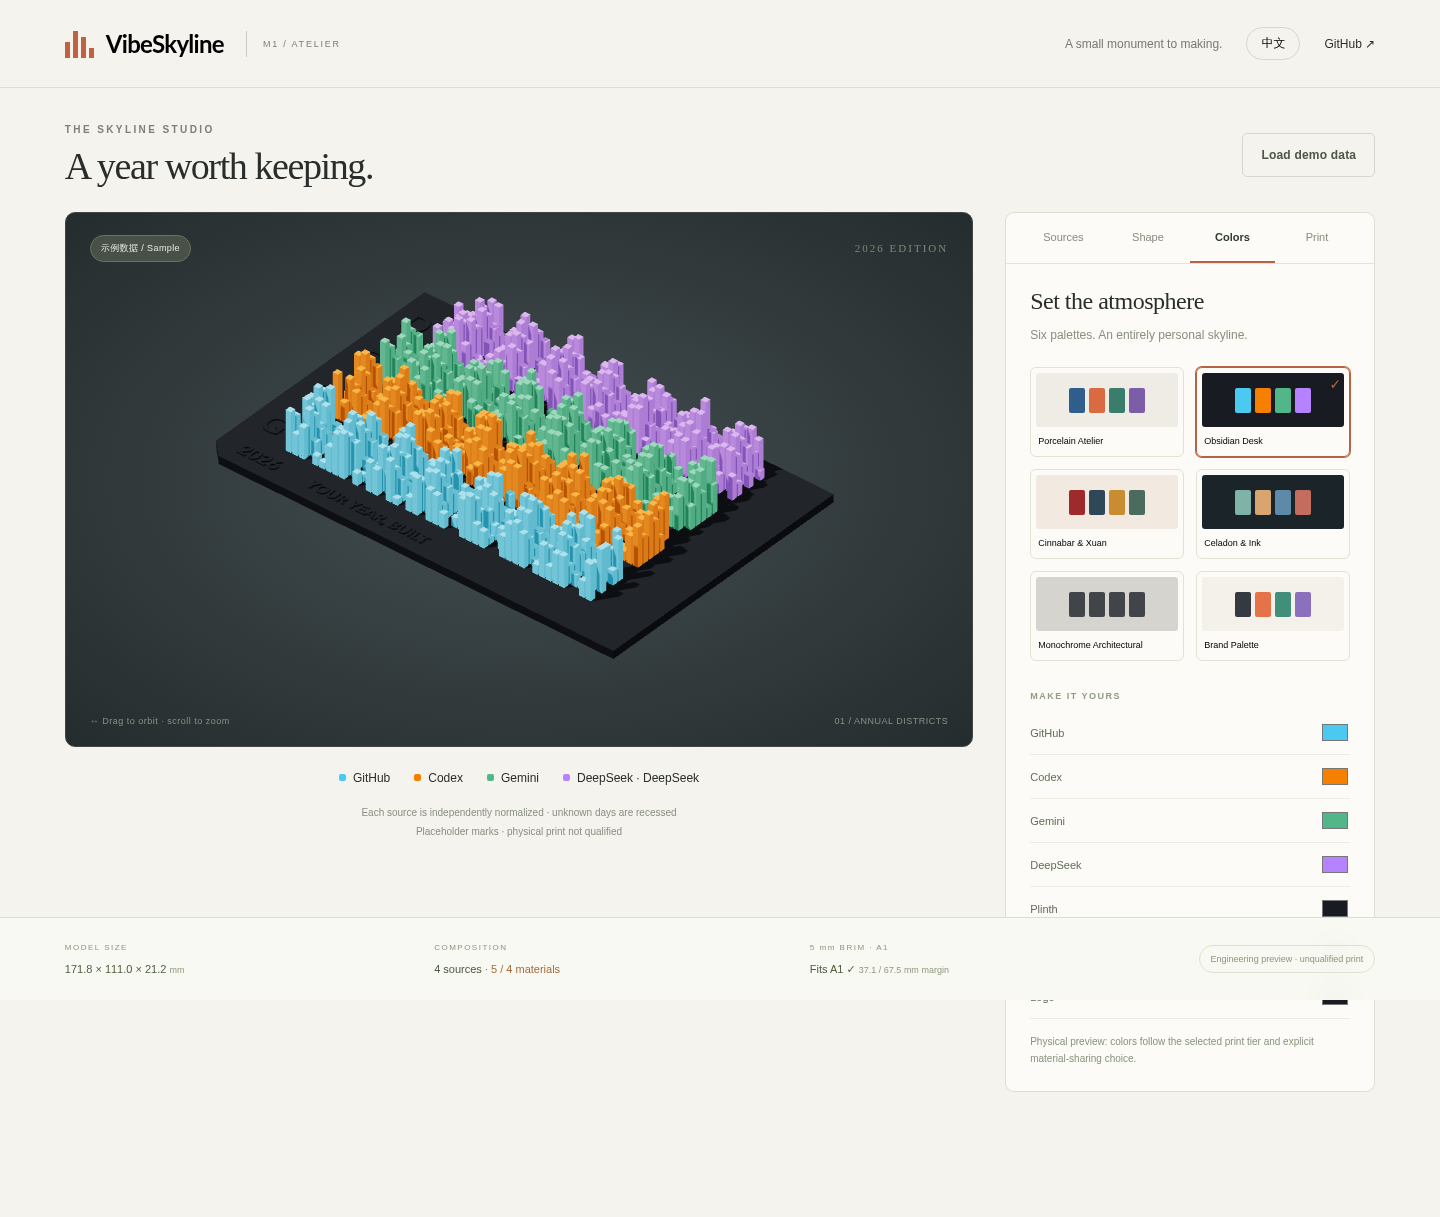 VibeSkyline
M1 / ATELIER
A small monument to making.
中文
GitHub ↗
THE SKYLINE STUDIO
A year worth keeping.
Load demo data
示例数据 / Sample
2026 EDITION
2026
YOUR YEAR, BUILT
↔ Drag to orbit · scroll to zoom
01 / ANNUAL DISTRICTS
GitHub
Codex
Gemini
DeepSeek · DeepSeek
Each source is independently normalized · unknown days are recessed
Placeholder marks · physical print not qualified
Sources
Shape
Colors
Print
Set the atmosphere
Six palettes. An entirely personal skyline.
✓
Porcelain Atelier
Obsidian Desk
Cinnabar & Xuan
Celadon & Ink
Monochrome Architectural
Brand Palette
MAKE IT YOURS
GitHub
Codex
Gemini
DeepSeek
Plinth
Physical preview: colors follow the selected print tier and explicit
material-sharing choice.
MODEL SIZE
171.8 × 111.0 × 21.2 mm
COMPOSITION
4 sources · 5 / 4 materials
5 mm BRIM · A1
Fits A1 ✓ 37.1 / 67.5 mm margin
Engineering preview · unqualified print